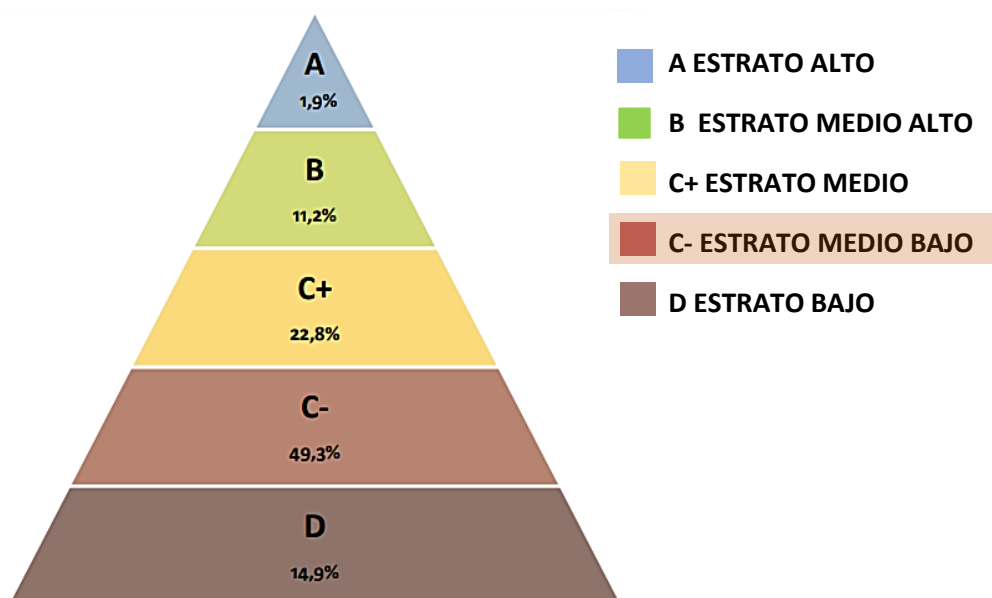 A
1,9%
B
11,2%
C+
22,8%
C-
49,3%
D
14,9%
A ESTRATO ALTO
B ESTRATO MEDIO ALTO
C+ ESTRATO MEDIO
C- ESTRATO MEDIO BAJO
D ESTRATO BAJO